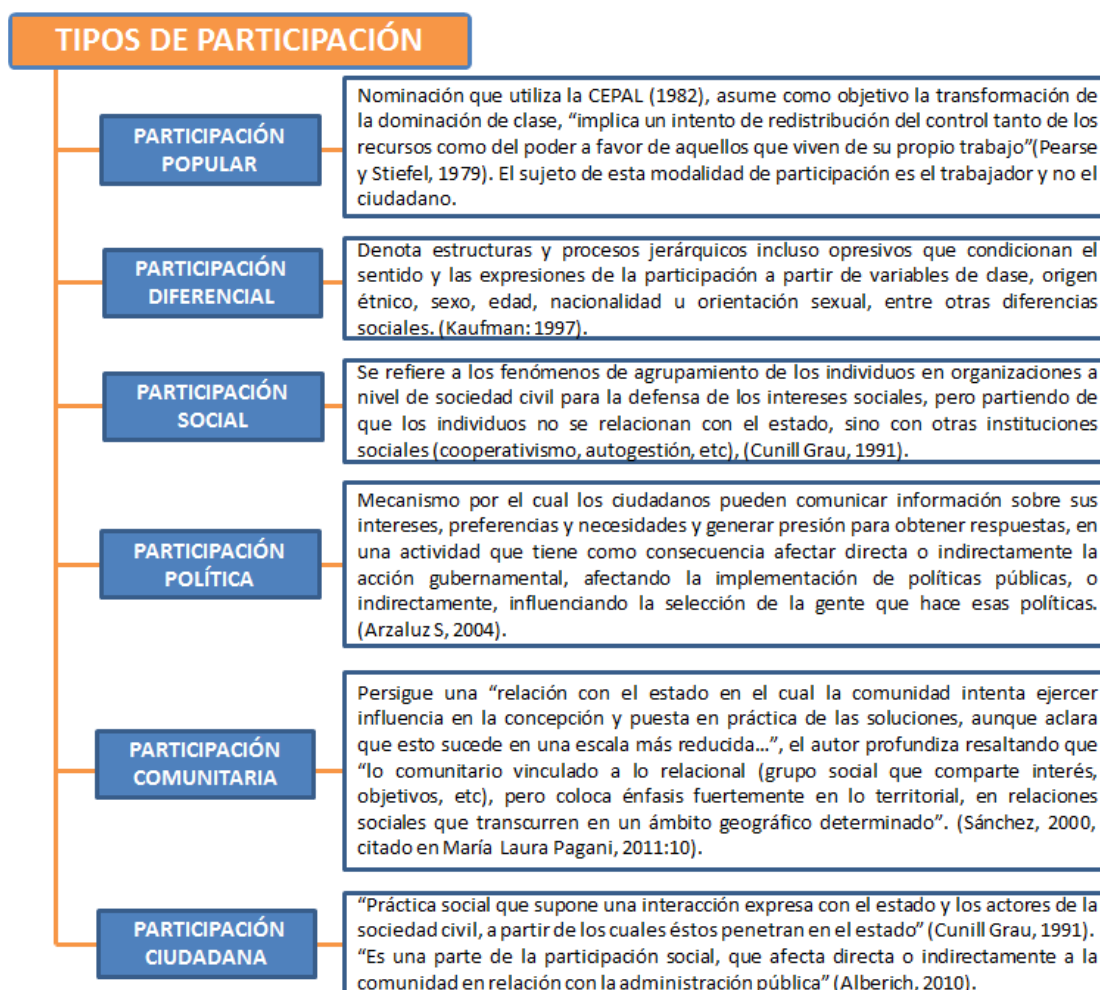 TIPOS DE PARTICIPACIÓN
PARTICIPACIÓN
POPULAR
Nominación que utiliza la CEPAL (1982), asume como objetivo la transformación de
la dominación de clase, “implica un intento de redistribución del control tanto de los
recursos como del poder a favor de aquellos que viven de su propio trabajo”(Pearse
y Stiefel, 1979). El sujeto de esta modalidad de participación es el trabajador y no el
ciudadano.
PARTICIPACIÓN
DIFERENCIAL
Denota estructuras y procesos jerárquicos incluso opresivos que condicionan el
sentido y las expresiones de la participación a partir de variables de clase, origen
étnico, sexo, edad, nacionalidad u orientación sexual, entre otras diferencias
sociales. (Kaufman: 1997).
PARTICIPACIÓN
SOCIAL
Se refiere a los fenómenos de agrupamiento de los individuos en organizaciones a
nivel de sociedad civil para la defensa de los intereses sociales, pero partiendo de
que los individuos no se relacionan con el estado, sino con otras instituciones
sociales (cooperativismo, autogestión, etc), (Cunill Grau, 1991).
PARTICIPACIÓN
POLÍTICA
Mecanismo por el cual los ciudadanos pueden comunicar información sobre sus
intereses, preferencias y necesidades y generar presión para obtener respuestas, en
una actividad que tiene como consecuencia afectar directa o indirectamente la
acción gubernamental, afectando la implementación de políticas públicas, o
indirectamente, influenciando la selección de la gente que hace esas políticas.
(Arzaluz S, 2004).
PARTICIPACIÓN
COMUNITARIA
Persigue una “relación con el estado en el cual la comunidad intenta ejercer
influencia en la concepción y puesta en práctica de las soluciones, aunque aclara
que esto sucede en una escala más reducida...”, el autor profundiza resaltando que
“lo comunitario vinculado a lo relacional (grupo social que comparte interés,
objetivos, etc), pero coloca énfasis fuertemente en lo territorial, en relaciones
sociales que transcurren en un ámbito geográfico determinado”. (Sánchez, 2000,
citado en María Laura Pagani, 2011:10).
PARTICIPACIÓN
CIUDADANA
“Práctica social que supone una interacción expresa con el estado y los actores de la
sociedad civil, a partir de los cuales éstos penetran en el estado” (Cunill Grau, 1991).
“Es una parte de la participación social, que afecta directa o indirectamente a la
comunidad en relación con la administración pública” (Alberich, 2010).